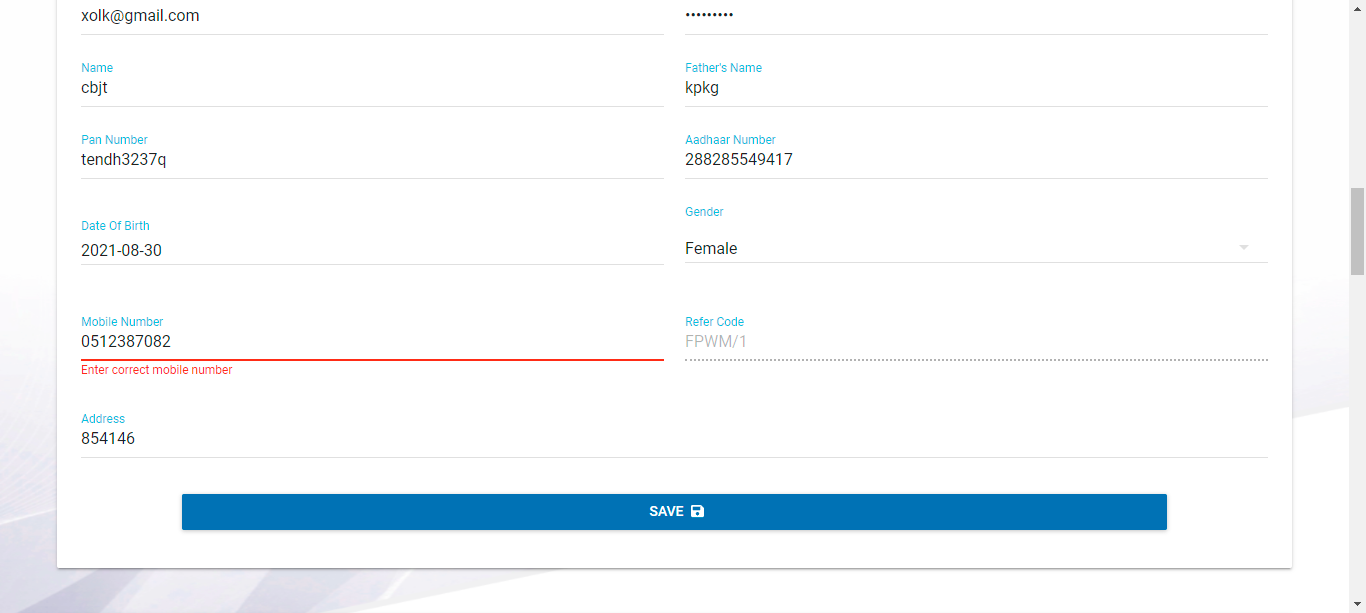 xolk@gmail.com •••••••••
Name Father's Name
cbjt kpkg
Pan Number Aadhaar Number
tendh3237q 288285549417
Gender
Date Of Birth
2021-08-30 Female
Mobile Number Refer Code
0512387082 FPWM/1
Enter correct mobile number
Address
854146
SAVE